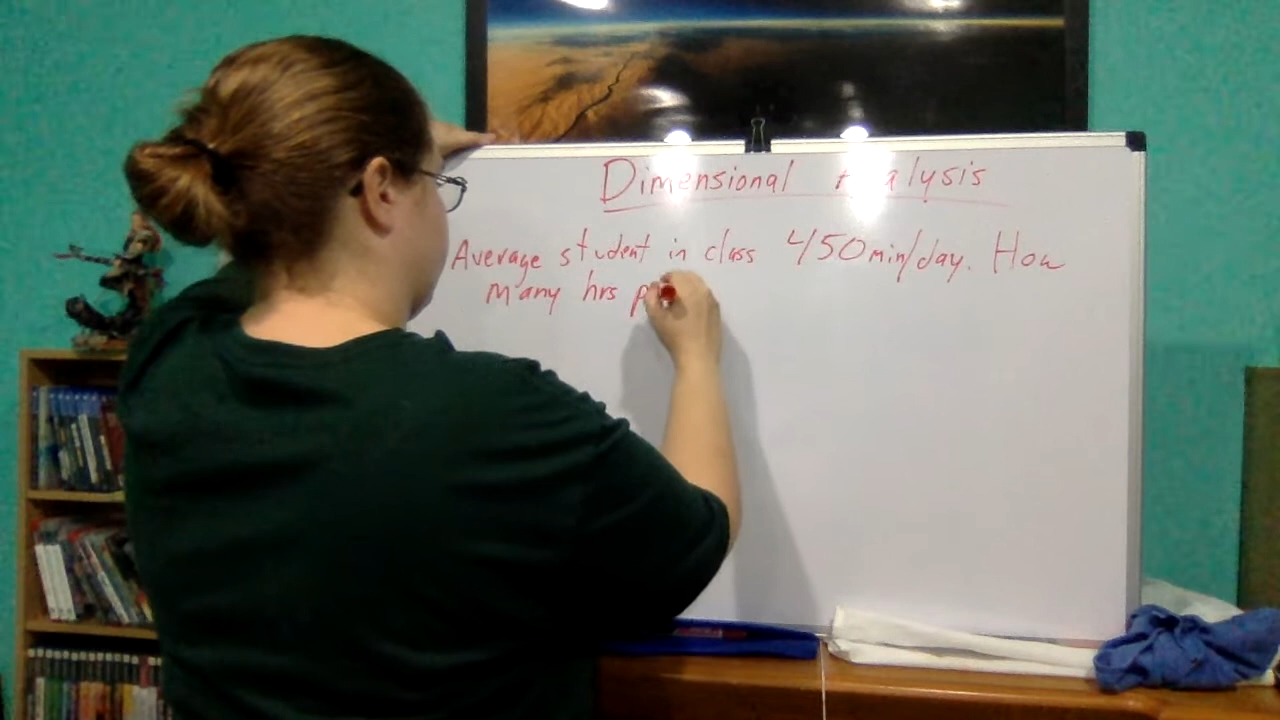 Dimensional Analysis
Average student in class 450min/day. How
many hrs p